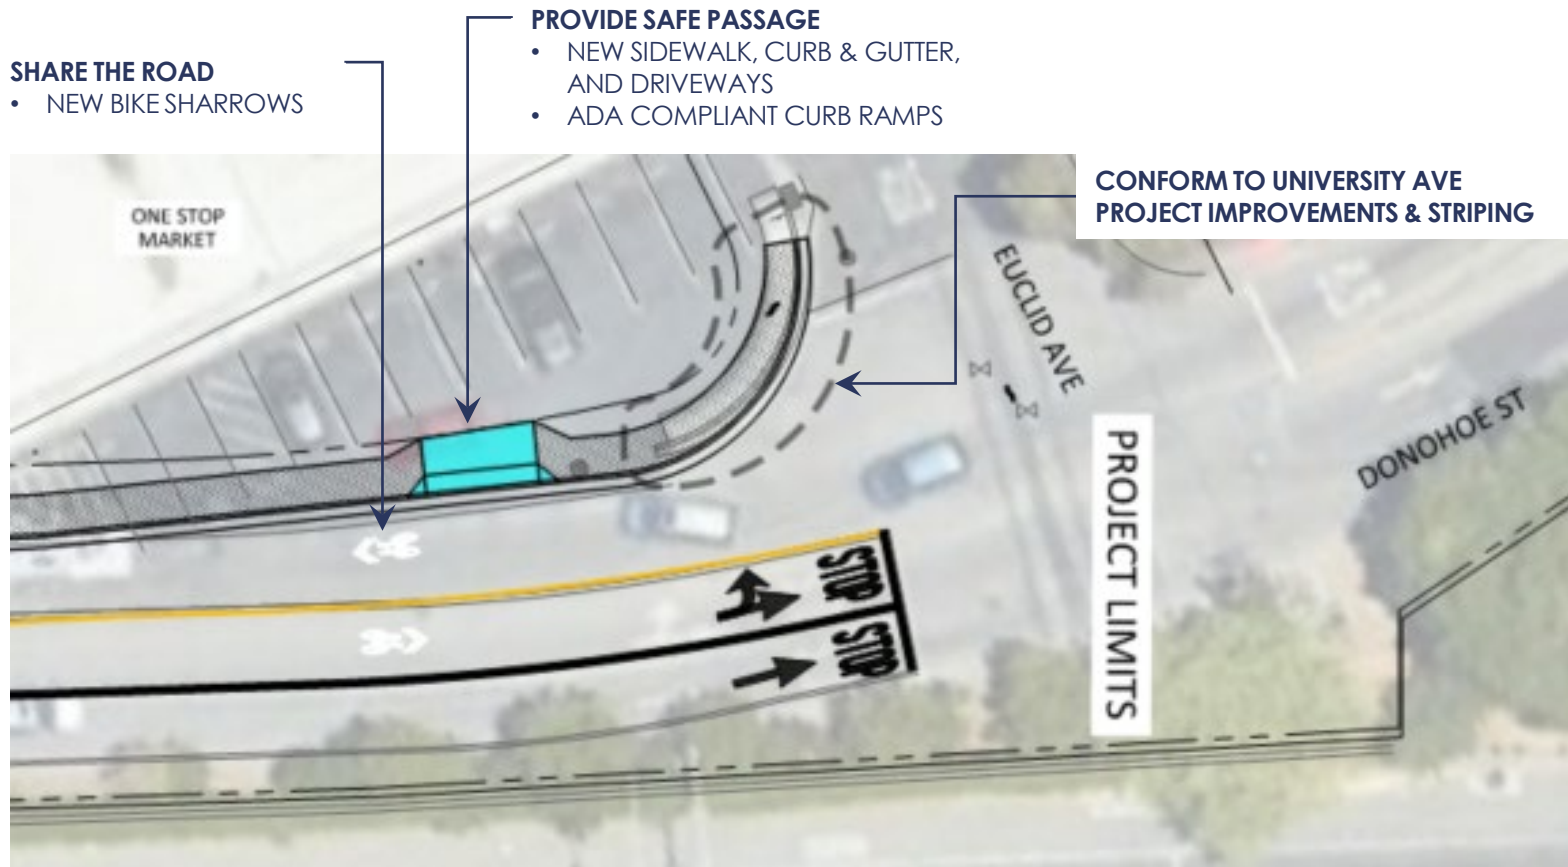 PROVIDE SAFE PASSAGE
• NEW SIDEWALK, CURB & GUTTER,
AND DRIVEWAYS
• ADA COMPLIANT CURB RAMPS
SHARE THE ROAD
• NEW BIKE SHARROWS
CONFORM TO UNIVERSITY AVE
PROJECT IMPROVEMENTS & STRIPING
ONE STOP
MARKET
EUCLID AVE
DONOHOE ST
PROJECT LIMITS
STOP
STOP